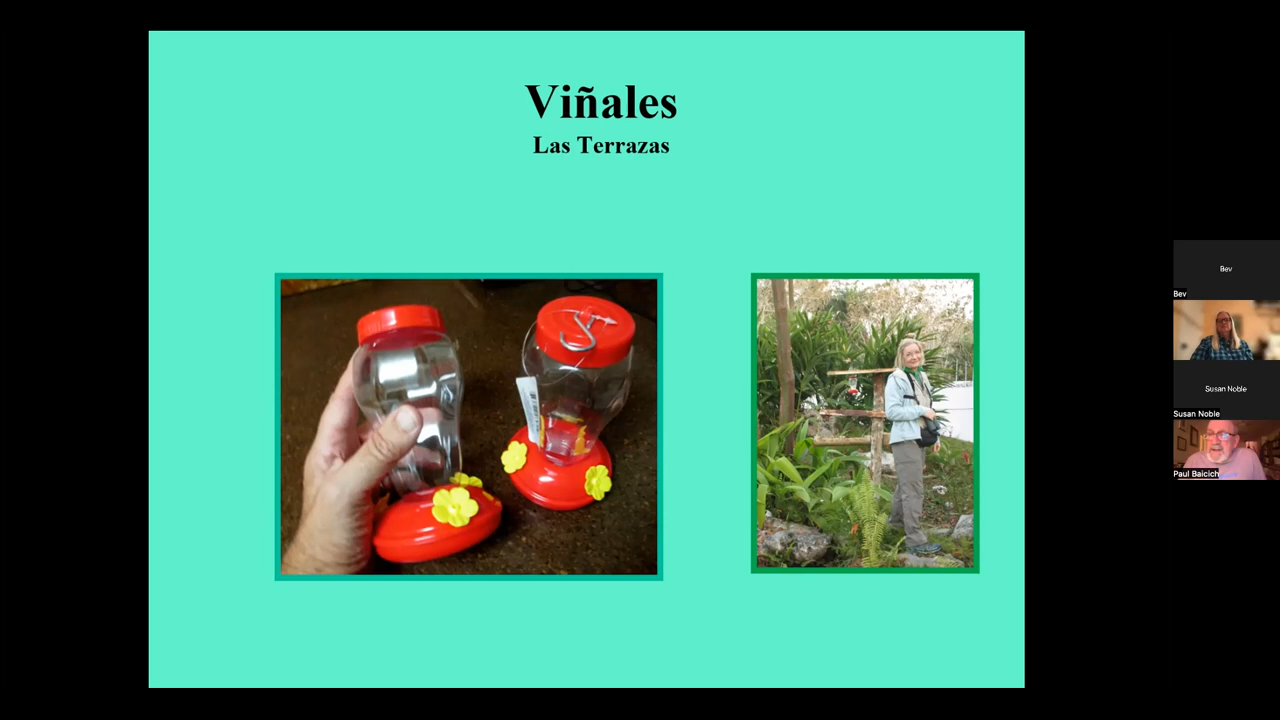 Viñales
Las Terrazas
Bev
Bev
Susan Noble
Susan Noble
Paul Baicich